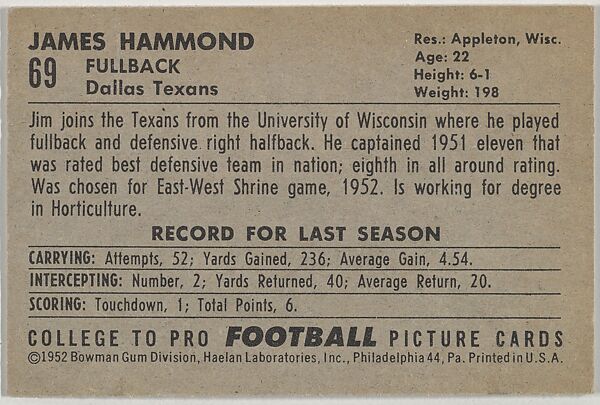 JAMES HAMMOND Res.: Appleton, Wisc.
69 FULLBACK Age: 22
Height: 6-1
Dallas Texans Weight: 198
Jim joins the Texans from the University of Wisconsin where he played
fullback and defensive right halfback. He captained 1951 eleven that
was rated best defensive team in nation; eighth in all around rating.
Was chosen for East-West Shrine game, 1952. Is working for degree
in Horticulture.
RECORD FOR LAST SEASON
CARRYING: Attempts, 52; Yards Gained, 236; Average Gain, 4.54.
INTERCEPTING: Number, 2; Yards Returned, 40; Average Return, 20.
SCORING: Touchdown, 1; Total Points, 6.
COLLEGE TO PRO FOOTBALL PICTURE CARDS
©1952 Bowman Gum Division, Haelan Laboratories, Inc., Philadelphia 44, Pa. Printed in U.S.A.